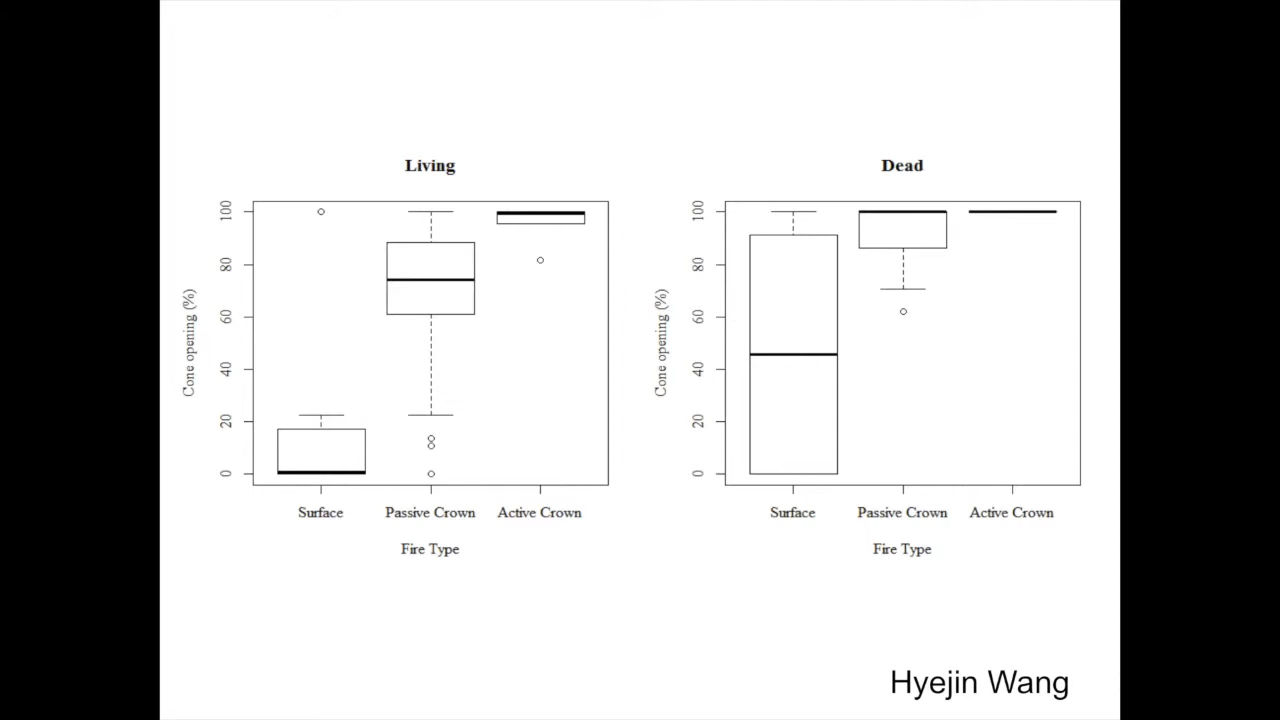 Living
Cone opening (%)
100
80
60
40
20
0
Surface Passive Crown Active Crown
Fire Type
Dead
Cone opening (%)
100
80
60
40
20
0
Surface Passive Crown Active Crown
Fire Type
Hyejin Wang